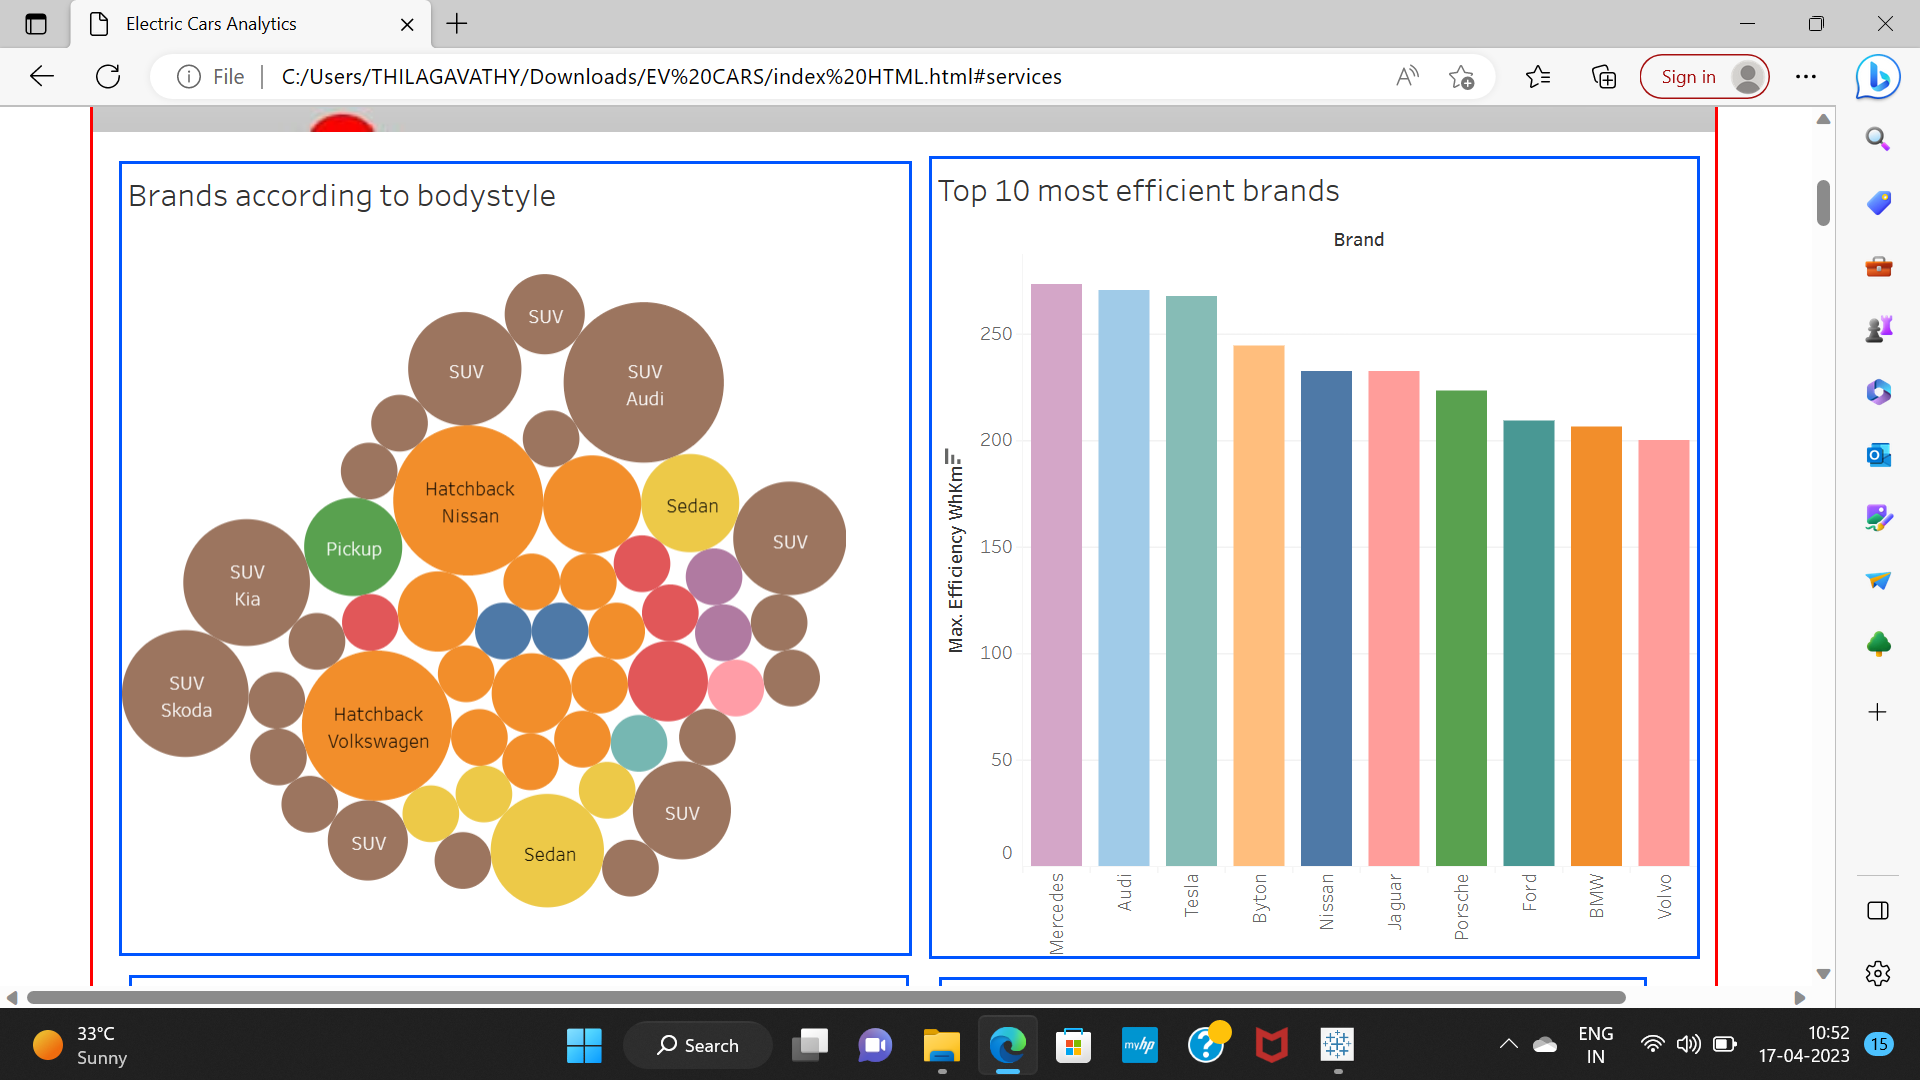 Electric Cars Analytics
File
C:/Users/THILAGAVATHY/Downloads/EV%20CARS/index%20HTML.html#services
Sign in
Brands according to bodystyle
SUV
SUV
SUV
Audi
Hatchback
Nissan
Sedan
SUV
Pickup
SUV
Kia
SUV
Skoda
Hatchback
Volkswagen
SUV
SUV
Sedan
Top 10 most efficient brands
Brand
Max. Efficiency WhKm
250
200
150
100
50
0
Mercedes
Audi
Tesla
Byton
Nissan
Jaguar
Porsche
Ford
BMW
Volvo
33°C
Sunny
Search
myhp
ENG
IN
10:52
17-04-2023
15